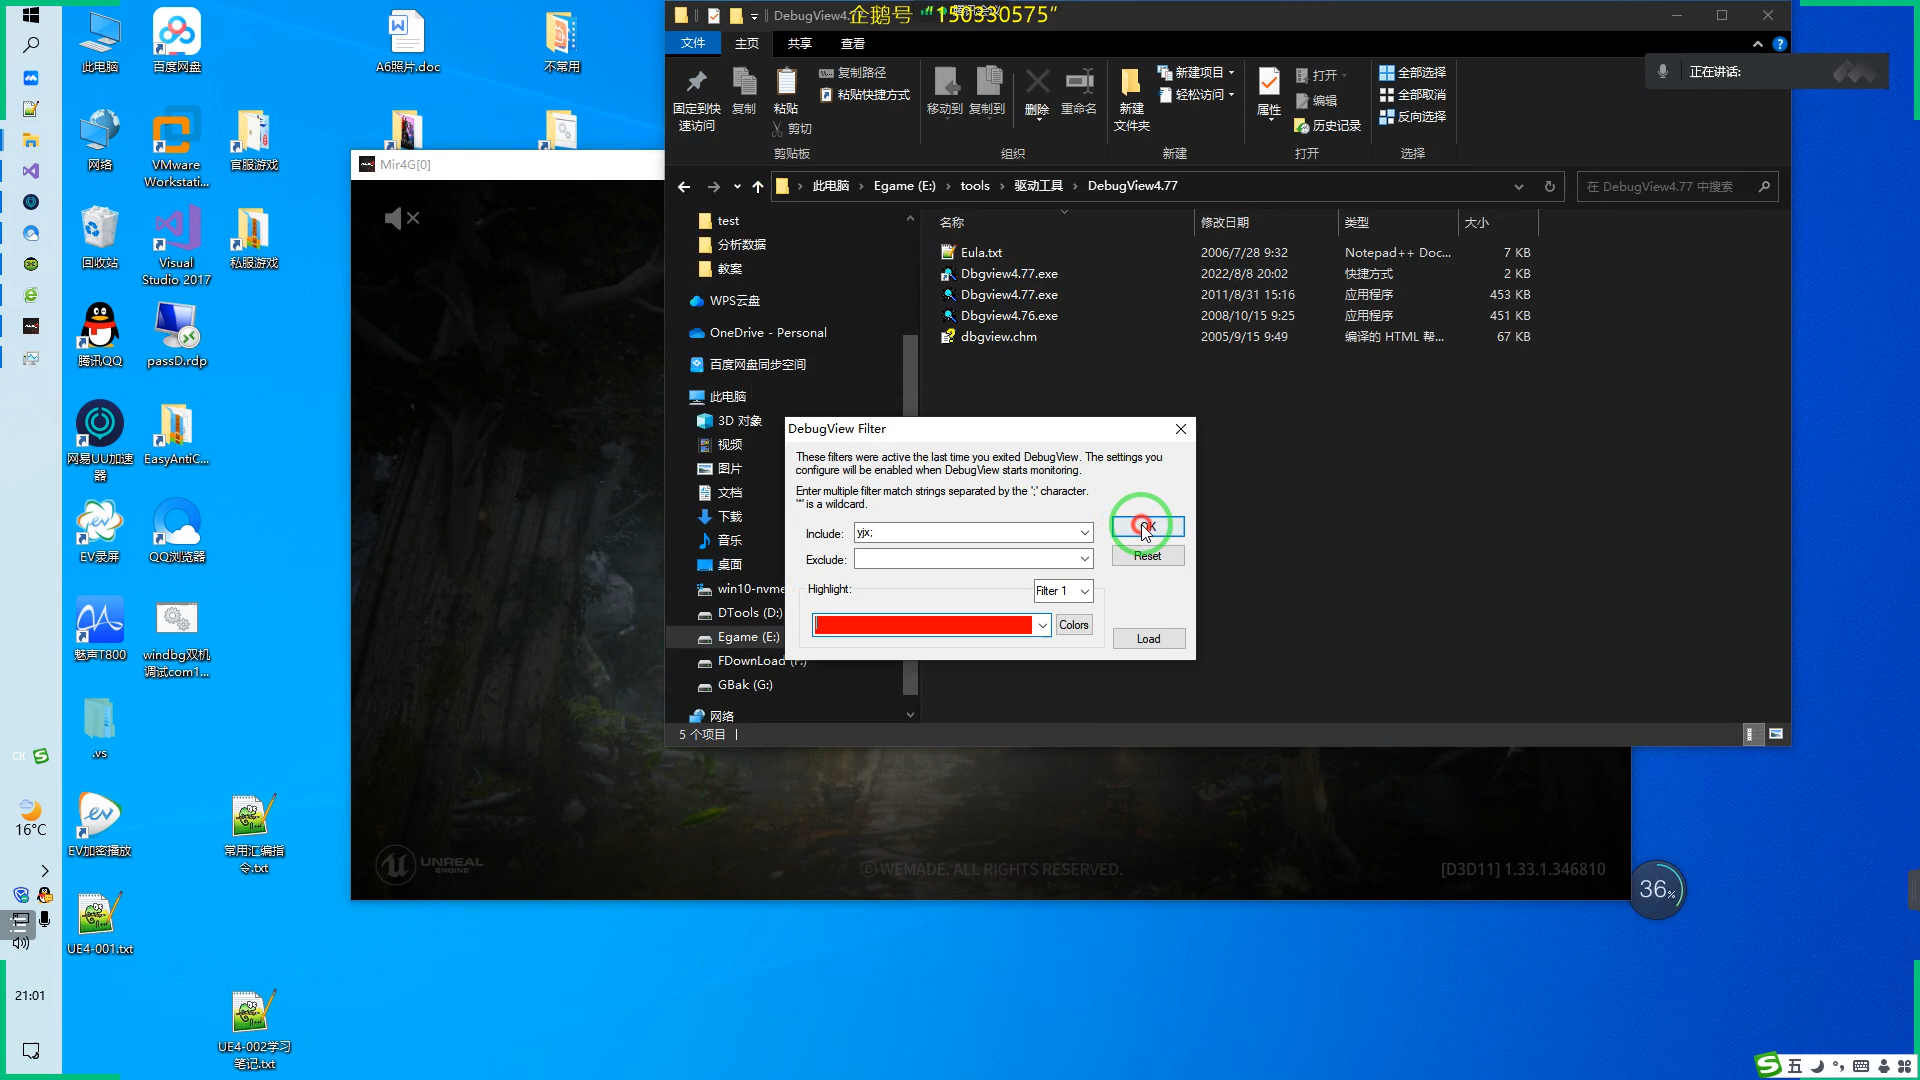 此电脑
百度网盘
A6照片.doc
不常用
网络
VMware
Workstati...
官服游戏
回收站
Visual
Studio 2017
私服游戏
腾讯QQ
passD.rdp
网易UU加速
器
EasyAntiC...
EV录屏
QQ浏览器
魅声T800
windbg双机
调试com1...
.vs
EV加密播放
常用汇编指
令.txt
UE4-001.txt
UE4-002学习
笔记.txt
CH
16°C
21:01
Mir4G[0]
UNREAL
ENGINE
©WEMADE. ALL RIGHTS RESERVED.
[D3D11] 1.33.1.346810
36%
DebugView4.
企鹅号 “150330575”
文件
主页
共享
查看
固定到快
速访问
复制
粘贴
复制路径
粘贴快捷方式
剪切
剪贴板
移动到
复制到
删除
重命名
组织
新建
文件夹
新建项目
轻松访问
新建
属性
打开
编辑
历史记录
打开
全部选择
全部取消
反向选择
选择
正在讲话:
此电脑 › Egame (E:) › tools › 驱动工具 › DebugView4.77
在 DebugView4.77 中搜索
test
分析数据
教案
WPS云盘
OneDrive - Personal
百度网盘同步空间
此电脑
3D 对象
视频
图片
文档
下载
音乐
桌面
win10-nvme
DTools (D:)
Egame (E:)
FDownLoad (F:)
GBak (G:)
网络
名称 修改日期 类型 大小
Eula.txt 2006/7/28 9:32 Notepad++ Doc... 7 KB
Dbgview4.77.exe 2022/8/8 20:02 快捷方式 2 KB
Dbgview4.77.exe 2011/8/31 15:16 应用程序 453 KB
Dbgview4.76.exe 2008/10/15 9:25 应用程序 451 KB
dbgview.chm 2005/9/15 9:49 编译的 HTML 帮... 67 KB
5 个项目
DebugView Filter
These filters were active the last time you exited DebugView. The settings you
configure will be enabled when DebugView starts monitoring.
Enter multiple filter match strings separated by the ';' character.
'*' is a wildcard.
Include: yjx;
OK
Exclude:
Reset
Highlight:
Filter 1
Colors
Load
五